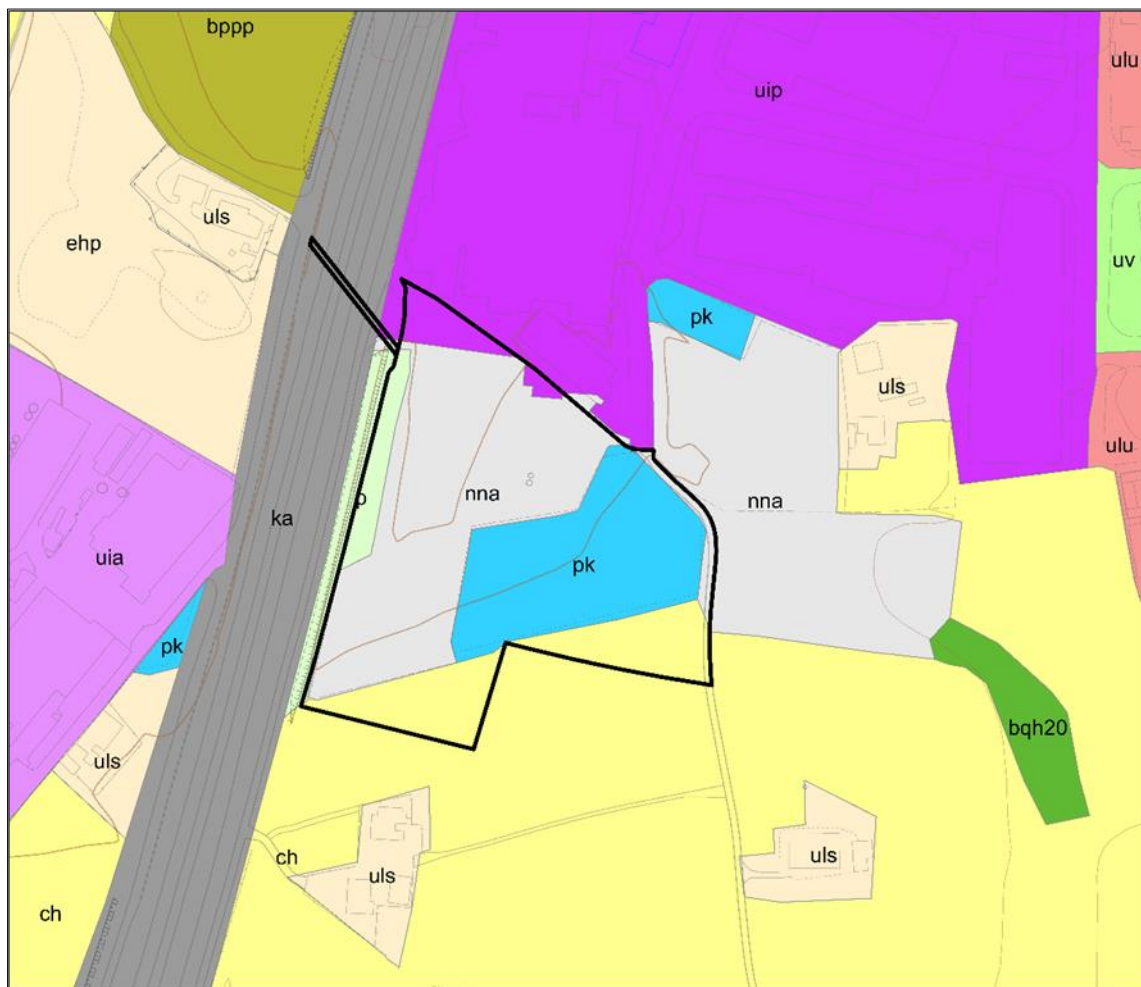 bppp
ulu
uip
uls
ehp
uv
pk
uls
ulu
p
nna
nna
ka
uia
pk
pk
bqh20
uls
ch
uls
uls
ch